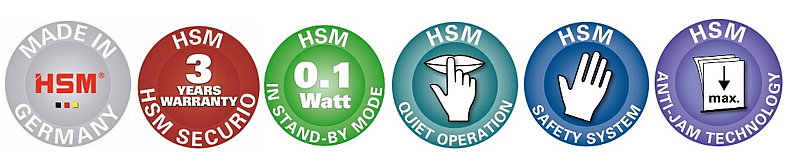 MADE IN
HSM®
GERMANY
HSM
3
YEARS
WARRANTY
HSM SECURIO
HSM
0.1
Watt
IN STAND-BY MODE
HSM
QUIET OPERATION
HSM
SAFETY SYSTEM
HSM
max.
ANTI-JAM TECHNOLOGY